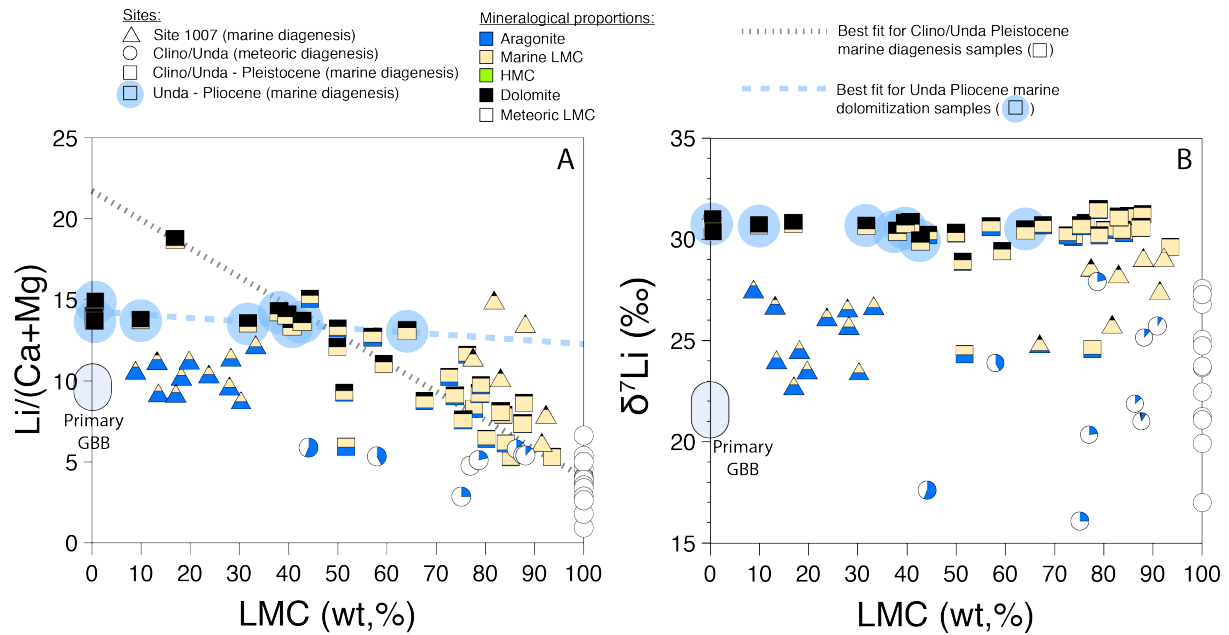 Sites:
Site 1007 (marine diagenesis)
Clino/Unda (meteoric diagenesis)
Clino/Unda - Pleistocene (marine diagenesis)
Unda - Pliocene (marine diagenesis)
Mineralogical proportions:
Aragonite
Marine LMC
HMC
Dolomite
Meteoric LMC
Best fit for Clino/Unda Pleistocene
marine diagenesis samples ( )
Best fit for Unda Pliocene marine
dolomitization samples ( )
A
25
20
15
10
5
0
Li/(Ca+Mg)
Primary
GBB
0 10 20 30 40 50 60 70 80 90 100
LMC (wt,%)
B
35
30
25
20
15
δ⁷Li (‰)
Primary
GBB
0 10 20 30 40 50 60 70 80 90 100
LMC (wt,%)